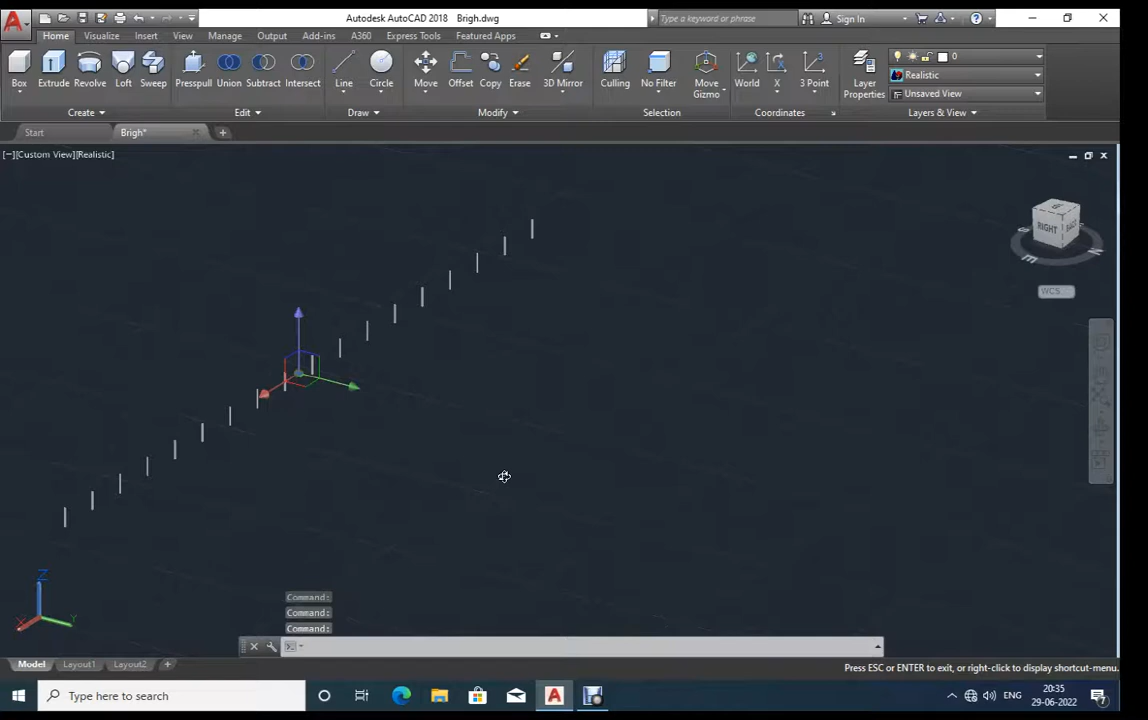 Autodesk AutoCAD 2018 Brigh.dwg
Type a keyword or phrase
Sign In
Home Visualize Insert View Manage Output Add-ins A360 Express Tools Featured Apps
Box Extrude Revolve Loft Sweep Presspull Union Subtract Intersect Line Circle Move Offset Copy Erase 3D Mirror Culling No Filter Move Gizmo World X 3 Point Layer Properties
0
Realistic
Unsaved View
Create Edit Draw Modify Selection Coordinates Layers & View
Start Brigh*
[−][Custom View][Realistic]
RIGHT BACK
E N
WCS
Z
X Y
Command:
Command:
Command:
Model Layout1 Layout2
Press ESC or ENTER to exit, or right-click to display shortcut-menu.
Type here to search
ENG
20:35
29-06-2022
7